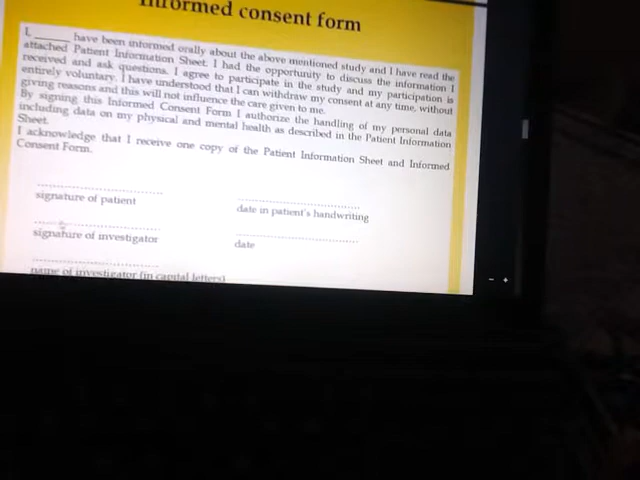 Informed consent form
I, ______ have been informed orally about the above mentioned study and I have read the
attached Patient Information Sheet. I had the opportunity to discuss the information I
received and ask questions. I agree to participate in the study and my participation is
entirely voluntary. I have understood that I can withdraw my consent at any time, without
giving reasons and this will not influence the care given to me.
By signing this Informed Consent Form I authorize the handling of my personal data
including data on my physical and mental health as described in the Patient Information
Sheet.
I acknowledge that I receive one copy of the Patient Information Sheet and Informed
Consent Form.
signature of patient
date in patient's handwriting
signature of investigator
date
name of investigator (in capital letters)